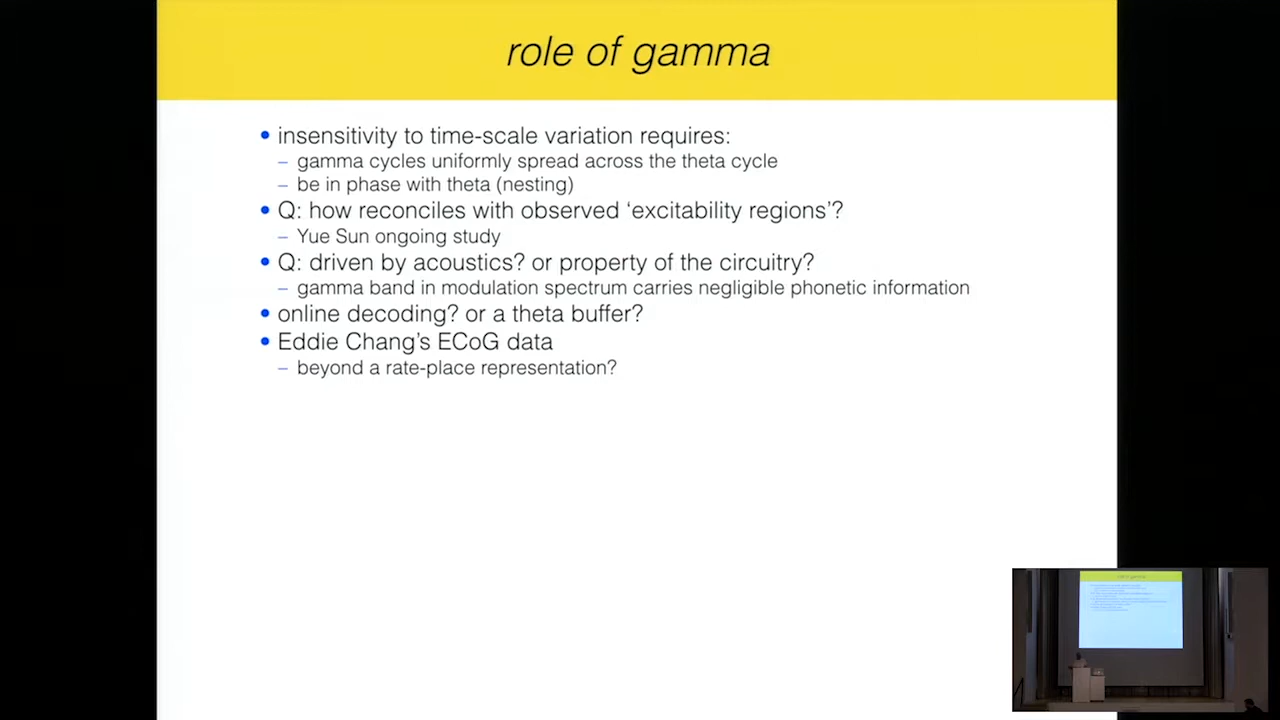 role of gamma
• insensitivity to time-scale variation requires:
– gamma cycles uniformly spread across the theta cycle
– be in phase with theta (nesting)
• Q: how reconciles with observed ‘excitability regions’?
– Yue Sun ongoing study
• Q: driven by acoustics? or property of the circuitry?
– gamma band in modulation spectrum carries negligible phonetic information
• online decoding? or a theta buffer?
• Eddie Chang’s ECoG data
– beyond a rate-place representation?